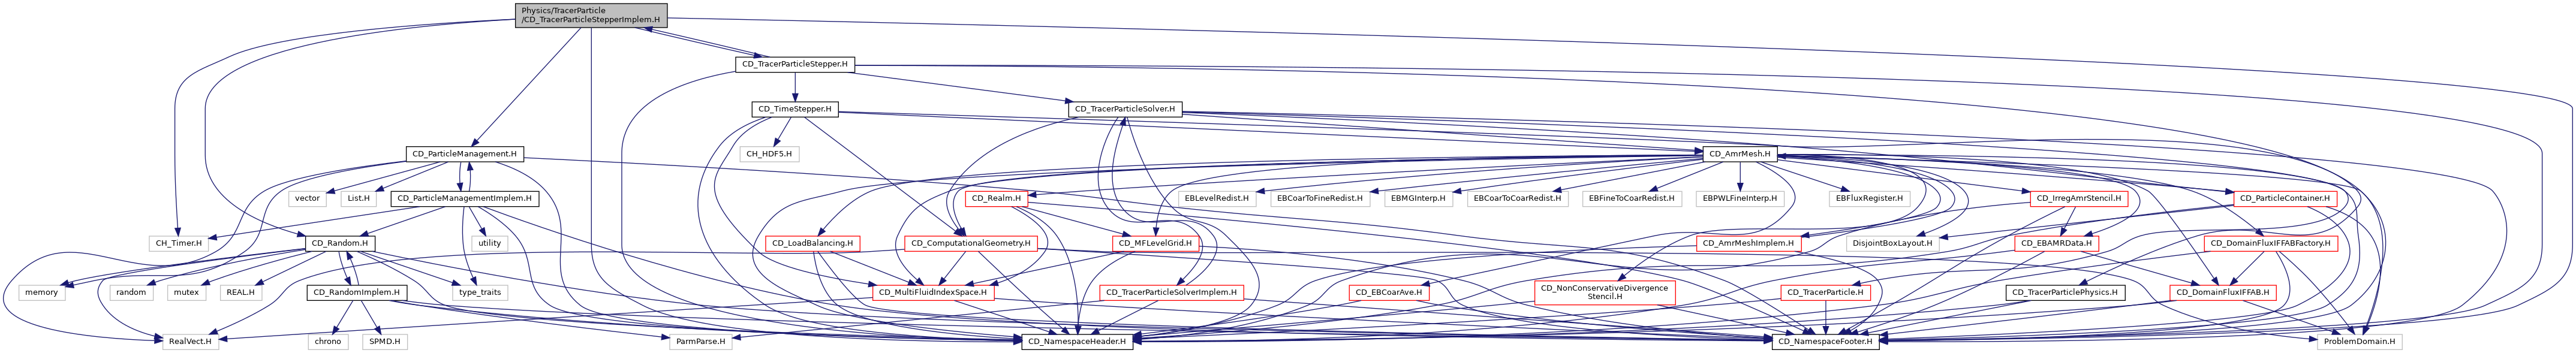 Physics/TracerParticle
/CD_TracerParticleStepperImplem.H
CD_TracerParticleStepper.H
CD_TimeStepper.H
CD_TracerParticleSolver.H
CD_ParticleManagement.H
CH_HDF5.H
CD_AmrMesh.H
vector
List.H
CD_ParticleManagementImplem.H
CD_Realm.H
EBLevelRedist.H
EBCoarToFineRedist.H
EBMGInterp.H
EBCoarToCoarRedist.H
EBFineToCoarRedist.H
EBPWLFineInterp.H
EBFluxRegister.H
CD_IrregAmrStencil.H
CD_ParticleContainer.H
CH_Timer.H
CD_Random.H
utility
CD_LoadBalancing.H
CD_ComputationalGeometry.H
CD_MFLevelGrid.H
CD_AmrMeshImplem.H
DisjointBoxLayout.H
CD_EBAMRData.H
CD_DomainFluxIFFABFactory.H
memory
random
mutex
REAL.H
CD_RandomImplem.H
type_traits
CD_MultiFluidIndexSpace.H
CD_TracerParticleSolverImplem.H
CD_EBCoarAve.H
CD_NonConservativeDivergence
Stencil.H
CD_TracerParticle.H
CD_TracerParticlePhysics.H
CD_DomainFluxIFFAB.H
RealVect.H
chrono
SPMD.H
ParmParse.H
CD_NamespaceHeader.H
CD_NamespaceFooter.H
ProblemDomain.H